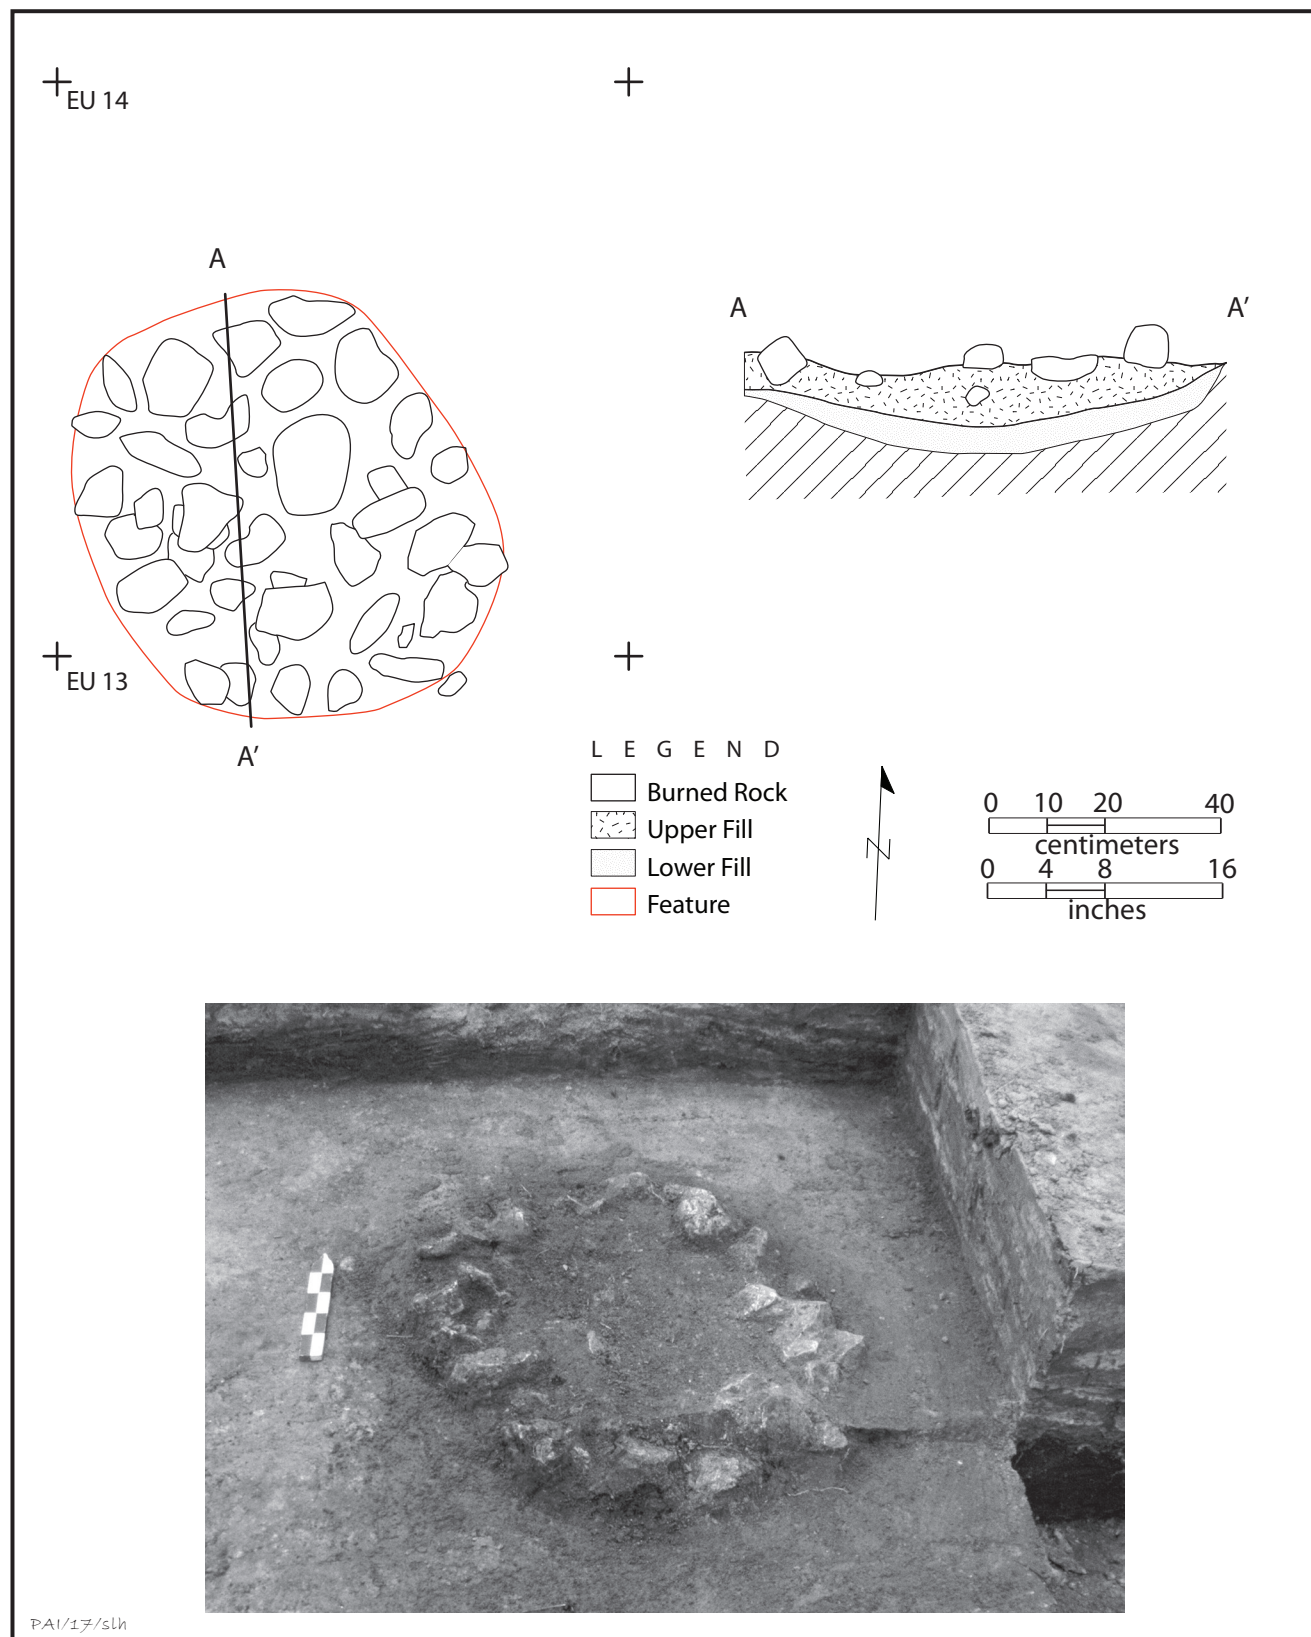 EU 14
A
A A'
EU 13
A'
L E G E N D
Burned Rock
Upper Fill
Lower Fill
Feature
N
0 10 20 40
centimeters
0 4 8 16
inches
PAI/17/slh